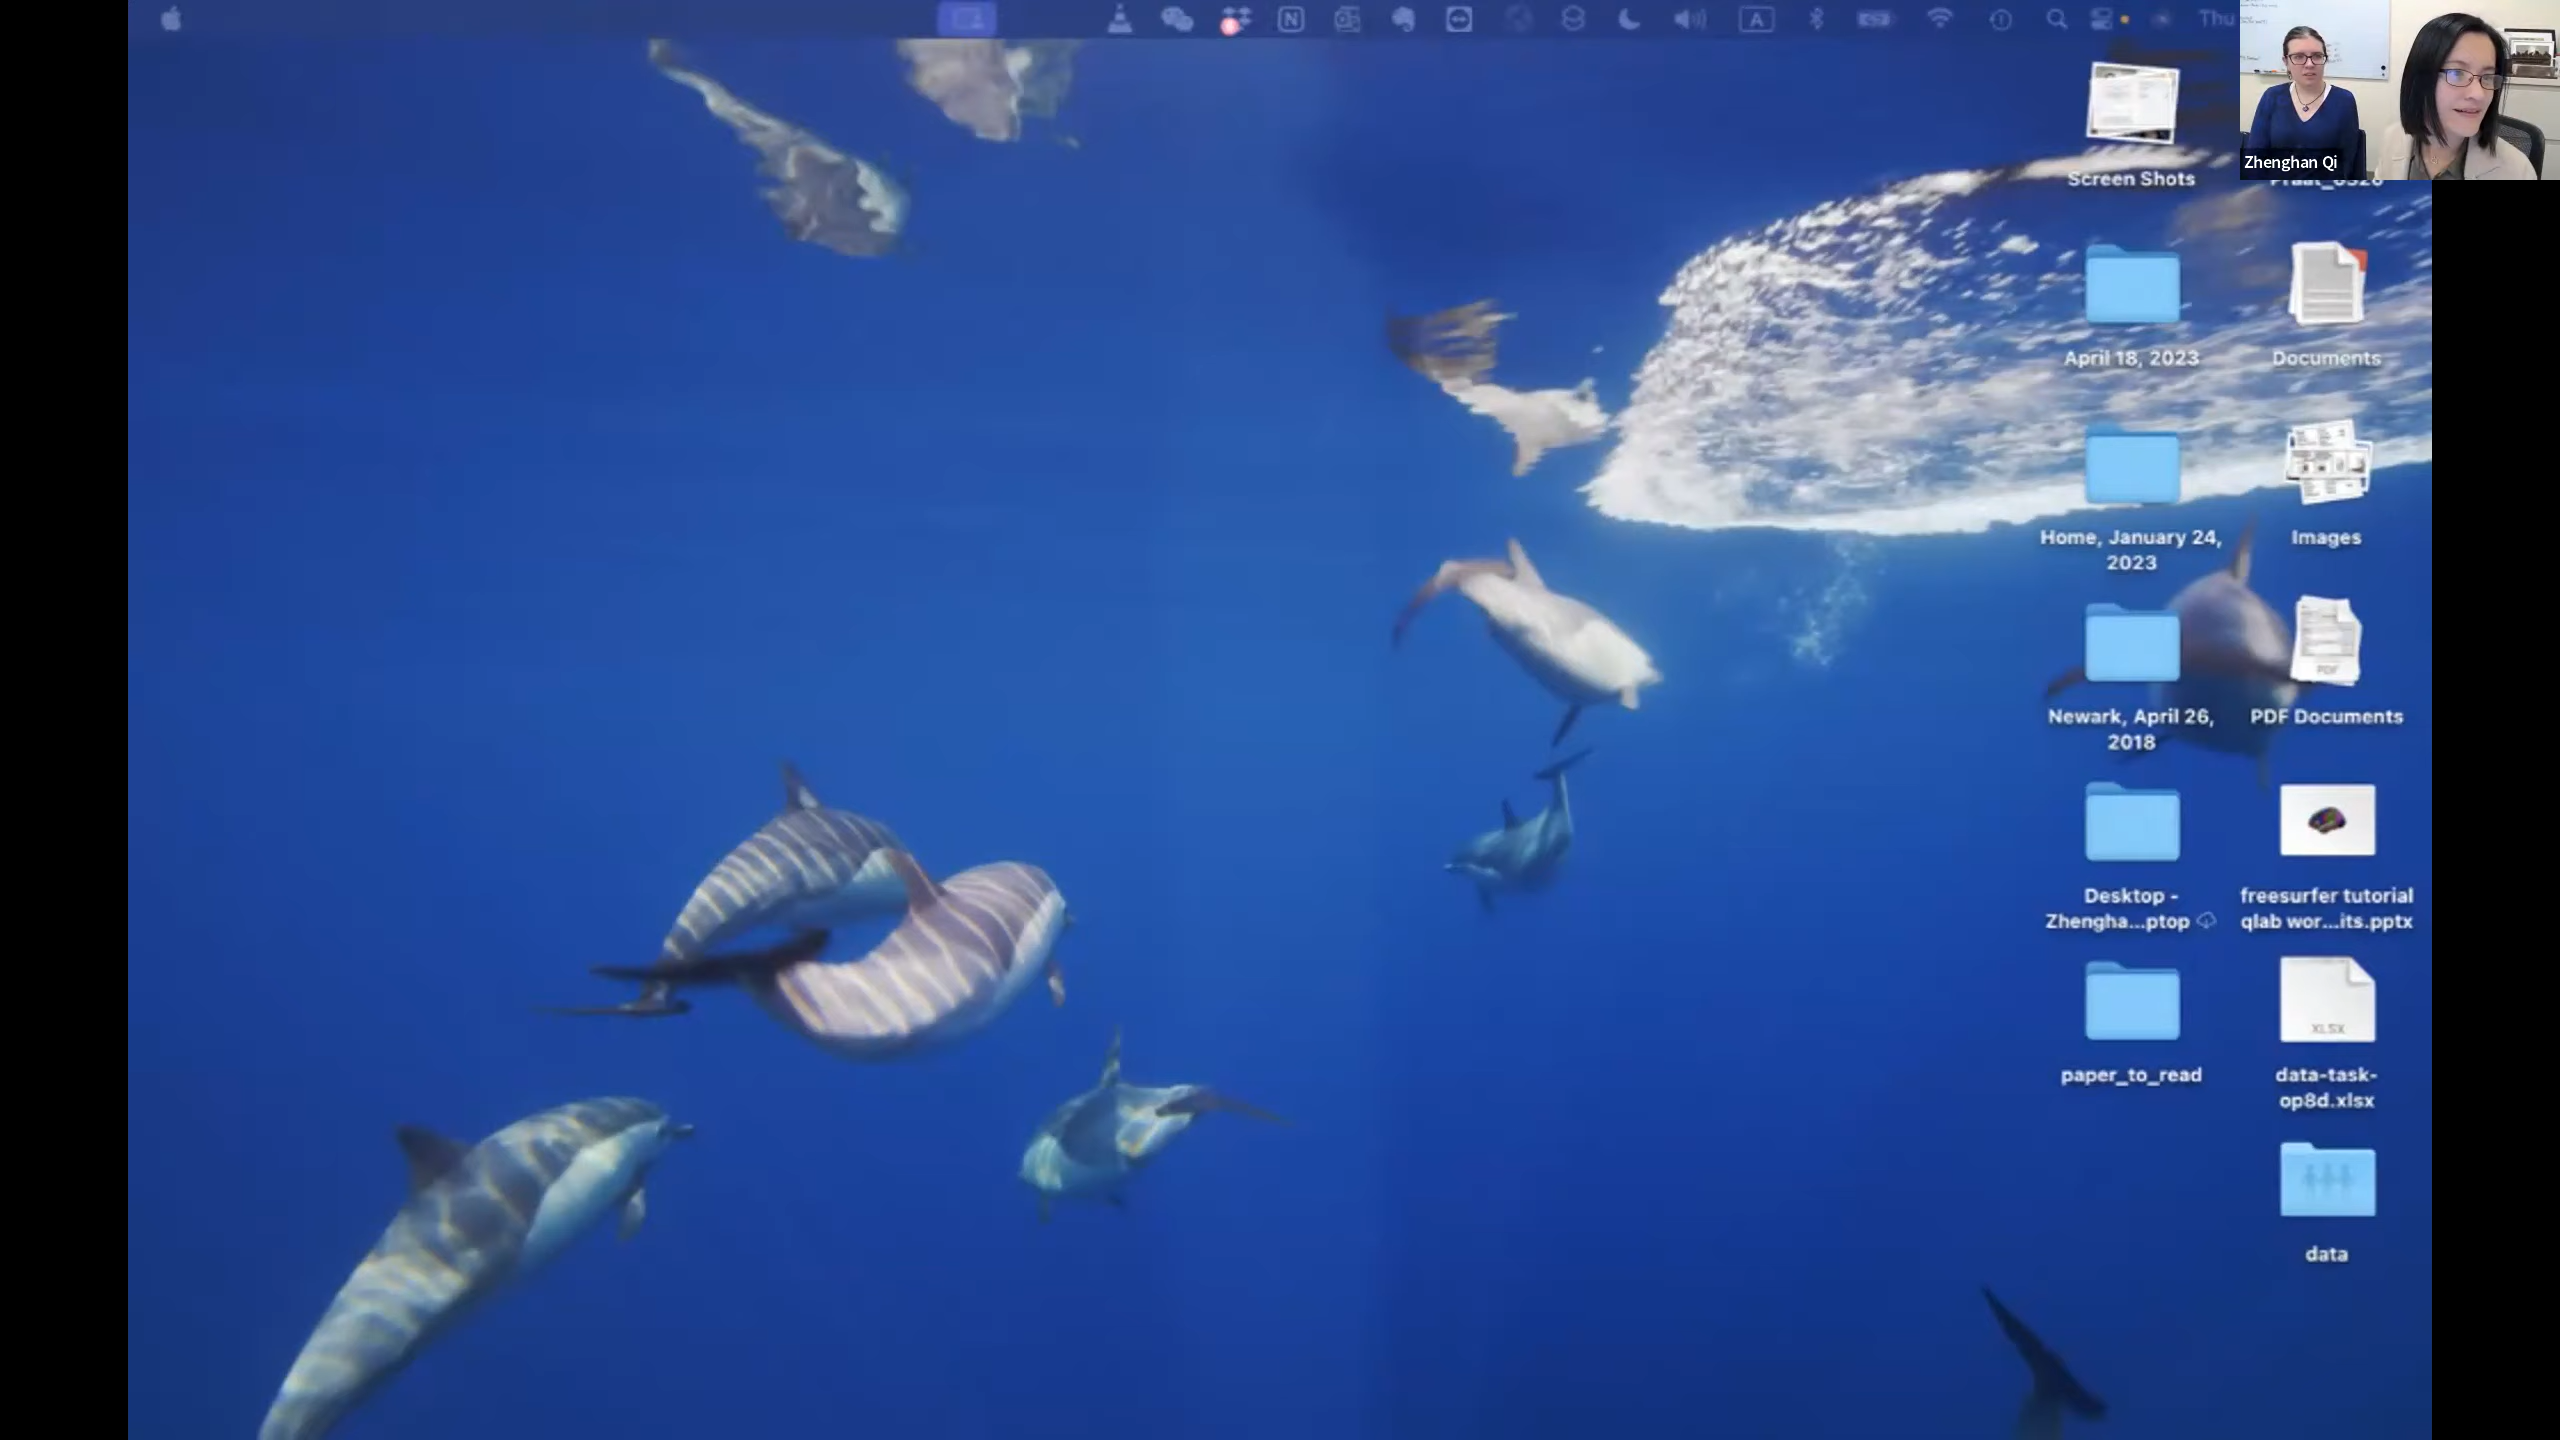 Thu
Zhenghan Qi
Screen Shots
April 18, 2023
Documents
Home, January 24,
2023
Images
PDF
Newark, April 26,
2018
PDF Documents
Desktop -
Zhengha...ptop
freesurfer tutorial
qlab wor...its.pptx
XLSX
paper_to_read
data-task-
op8d.xlsx
data